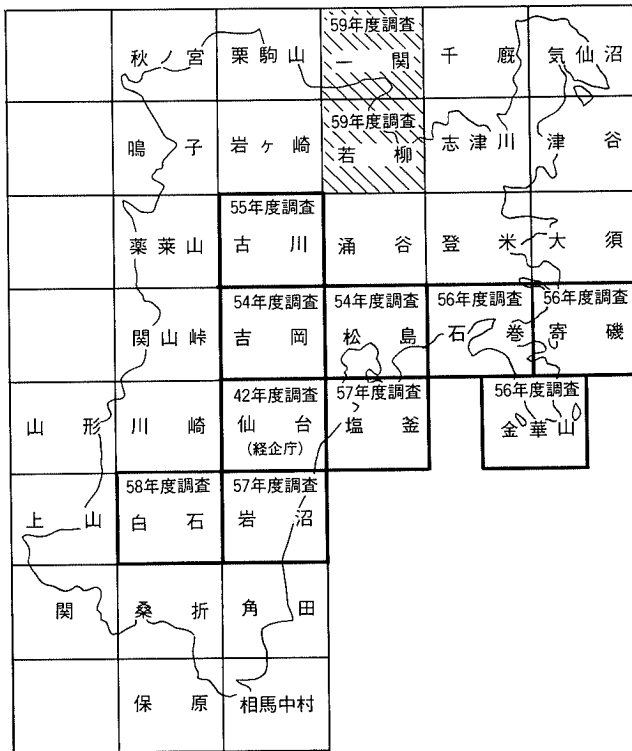 59年度調査
秋ノ宮 栗駒山 一関 千厩 気仙沼
59年度調査
鳴子 岩ヶ崎 若柳 志津川 津谷
55年度調査
薬莱山 古川 涌谷 登米 大須
54年度調査 54年度調査 56年度調査 56年度調査
関山峠 吉岡 松島 石巻 寄磯
42年度調査 57年度調査 56年度調査
山形 川崎 仙台 塩釜 金華山
(経企庁)
58年度調査 57年度調査
上山 白石 岩沼
関 桑折 角田
保原 相馬中村